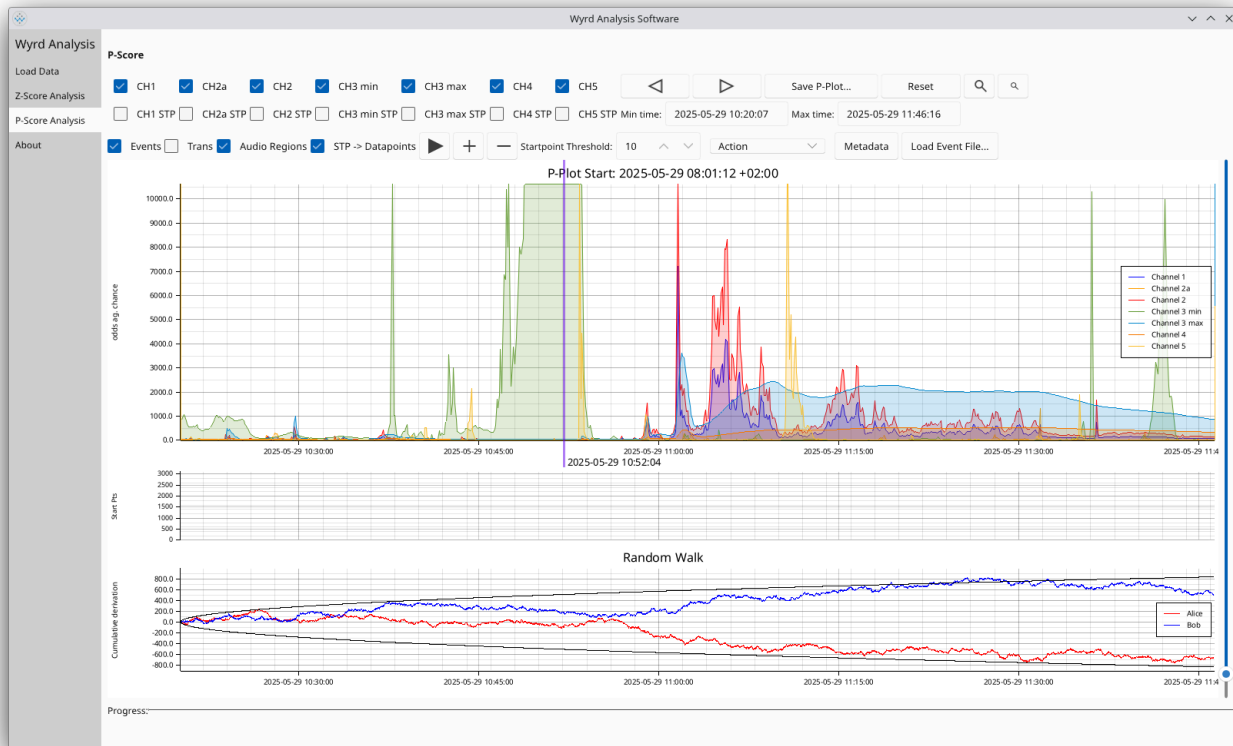 Wyrd Analysis Software
Wyrd Analysis
Load Data
Z-Score Analysis
P-Score Analysis
About
P-Score
CH1 CH2a CH2 CH3 min CH3 max CH4 CH5 Save P-Plot... Reset
CH1 STP CH2a STP CH2 STP CH3 min STP CH3 max STP CH4 STP CH5 STP Min time: 2025-05-29 10:20:07 Max time: 2025-05-29 11:46:16
Events Trans Audio Regions STP -> Datapoints Startpoint Threshold: 10 Action Metadata Load Event File...
P-Plot Start: 2025-05-29 08:01:12 +02:00
odds ag. chance
10000.0
9000.0
8000.0
7000.0
6000.0
5000.0
4000.0
3000.0
2000.0
1000.0
0.0
Channel 1
Channel 2a
Channel 2
Channel 3 min
Channel 3 max
Channel 4
Channel 5
2025-05-29 10:30:00 2025-05-29 10:45:00 2025-05-29 11:00:00 2025-05-29 11:15:00 2025-05-29 11:30:00 2025-05-29 11:4
2025-05-29 10:52:04
Start Pts
3000
2500
2000
1500
1000
500
0
Random Walk
Cumulative derivation
800.0
600.0
400.0
200.0
0.0
-200.0
-400.0
-600.0
-800.0
Alice
Bob
2025-05-29 10:30:00 2025-05-29 10:45:00 2025-05-29 11:00:00 2025-05-29 11:15:00 2025-05-29 11:30:00 2025-05-29 11:4
Progress: